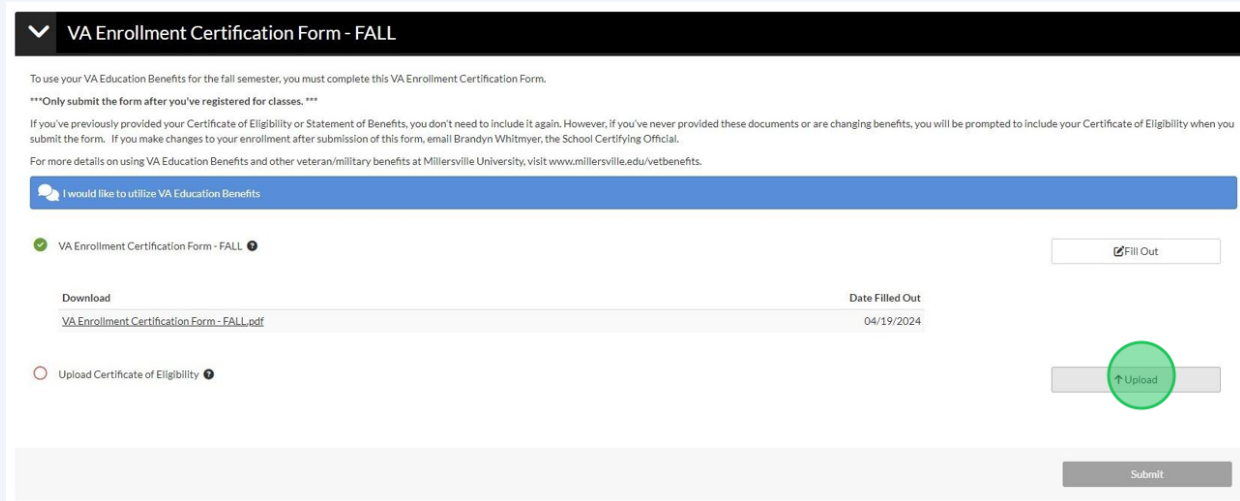 VA Enrollment Certification Form - FALL
To use your VA Education Benefits for the fall semester, you must complete this VA Enrollment Certification Form.
***Only submit the form after you've registered for classes. ***
If you've previously provided your Certificate of Eligibility or Statement of Benefits, you don't need to include it again. However, if you've never provided these documents or are changing benefits, you will be prompted to include your Certificate of Eligibility when you
submit the form. If you make changes to your enrollment after submission of this form, email Brandyn Whitmyer, the School Certifying Official.
For more details on using VA Education Benefits and other veteran/military benefits at Millersville University, visit www.millersville.edu/vetbenefits.
I would like to utilize VA Education Benefits
VA Enrollment Certification Form - FALL ?
Fill Out
Download Date Filled Out
VA Enrollment Certification Form - FALL.pdf 04/19/2024
Upload Certificate of Eligibility ?
Upload
Submit